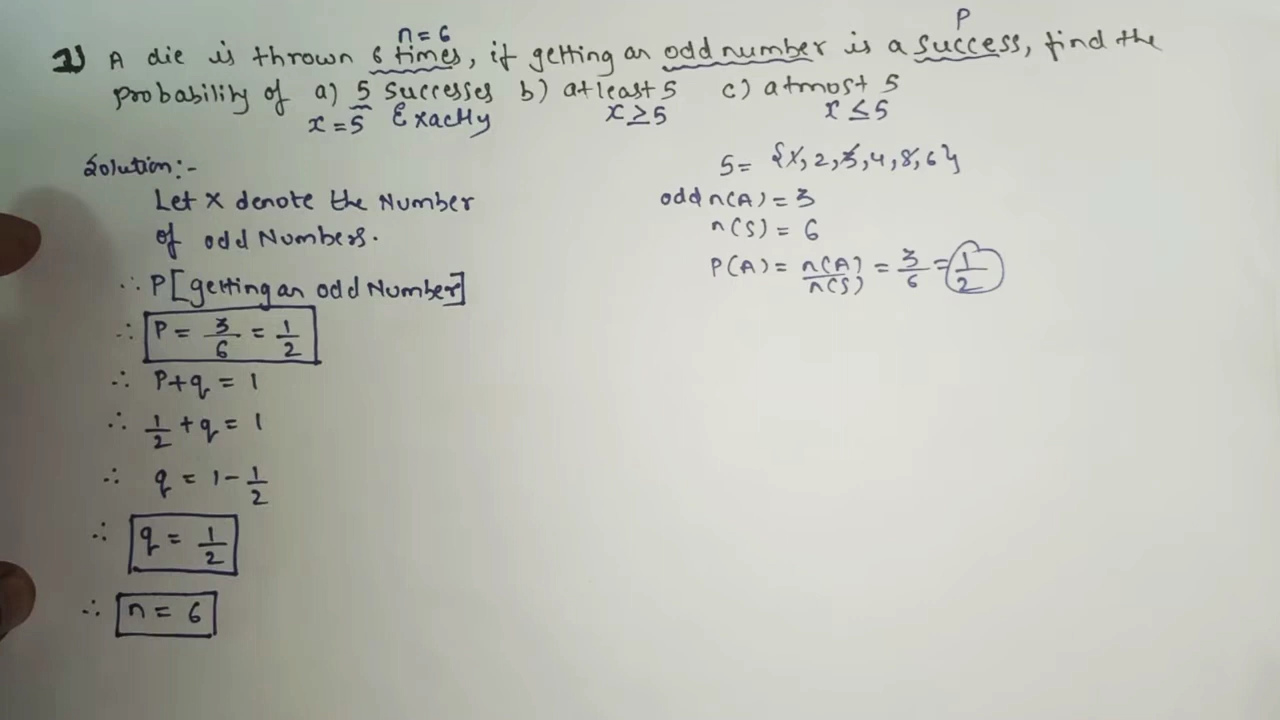 n = 6
P
1) A die is thrown 6 times, if getting an odd number is a success, find the
probability of a) 5 successes b) atleast 5 c) atmost 5
x = 5 Exactly x ≥ 5 x ≤ 5
Solution:-
Let x denote the Number
of odd Numbers.
∴ P[getting an odd Number]
∴ P = 3/6 = 1/2
∴ P + q = 1
∴ 1/2 + q = 1
∴ q = 1 - 1/2
∴ q = 1/2
∴ n = 6
S = {1, 2, 3, 4, 5, 6}
odd n(A) = 3
n(S) = 6
P(A) = n(A)/n(S) = 3/6 = 1/2